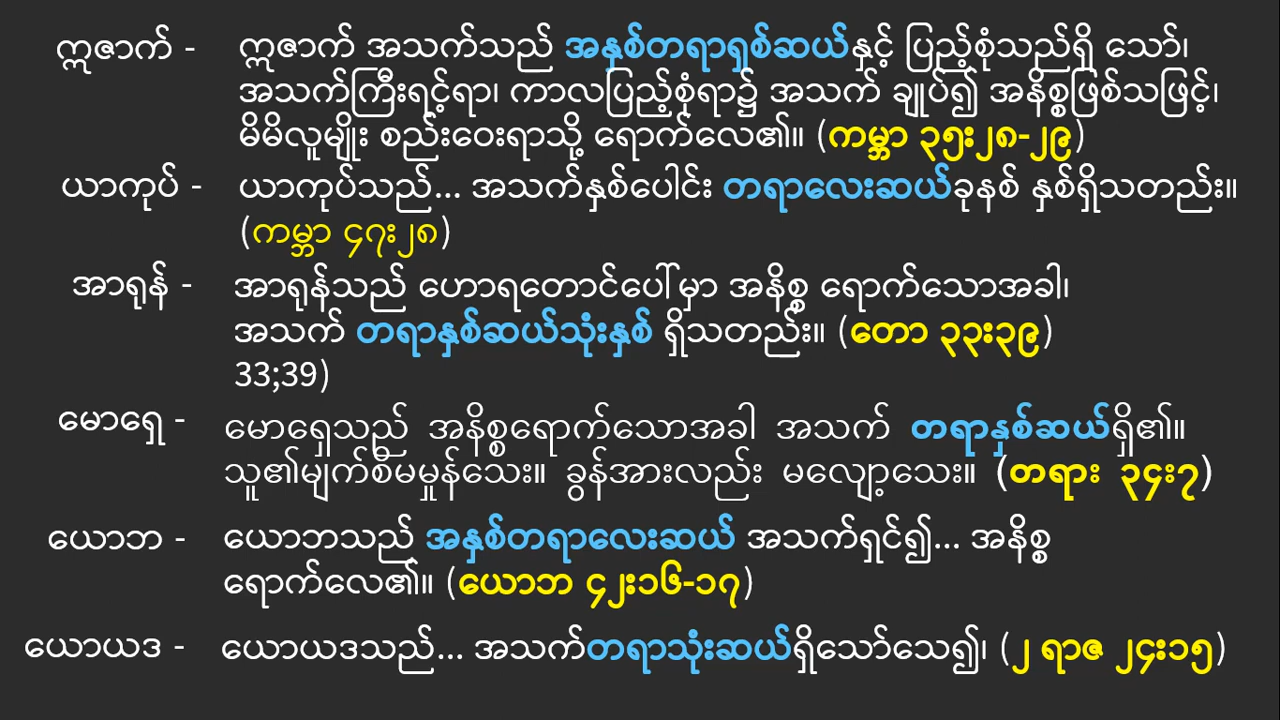 ဣဇာက် - ဣဇာက် အသက်သည် အနှစ်တရာရှစ်ဆယ်နှင့် ပြည့်စုံသည်ရှိ သော်၊
အသက်ကြီးရင့်ရာ၊ ကာလပြည့်စုံရာ၌ အသက် ချုပ်၍ အနိစ္စဖြစ်သဖြင့်၊
မိမိလူမျိုး စည်းဝေးရာသို့ ရောက်လေ၏။ (ကမ္ဘာ ၃၅း၂၈-၂၉)
ယာကုပ် - ယာကုပ်သည်... အသက်နှစ်ပေါင်း တရာလေးဆယ်ခုနစ် နှစ်ရှိသတည်း။
(ကမ္ဘာ ၄၇း၂၈)
အာရုန် - အာရုန်သည် ဟောရတောင်ပေါ်မှာ အနိစ္စ ရောက်သောအခါ၊
အသက် တရာနှစ်ဆယ်သုံးနှစ် ရှိသတည်း။ (တော ၃၃း၃၉)
33;39)
မောရှေ - မောရှေသည် အနိစ္စရောက်သောအခါ အသက် တရာနှစ်ဆယ်ရှိ၏။
သူ၏မျက်စိမမှုန်သေး။ ခွန်အားလည်း မလျော့သေး။ (တရား ၃၄း၇)
ယောဘ - ယောဘသည် အနှစ်တရာလေးဆယ် အသက်ရှင်၍... အနိစ္စ
ရောက်လေ၏။ (ယောဘ ၄၂း၁၆-၁၇)
ယောယဒ - ယောယဒသည်... အသက်တရာသုံးဆယ်ရှိသော်သေ၍၊ (၂ ရာဇ ၂၄း၁၅)